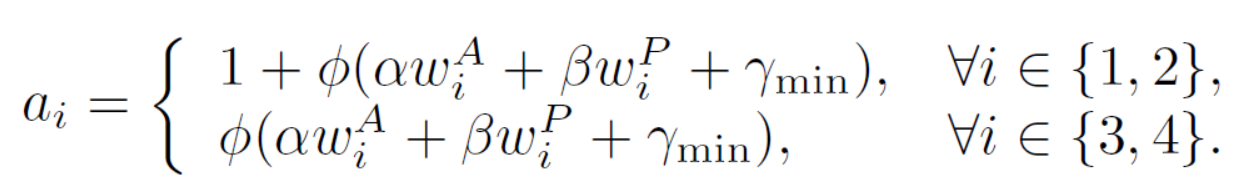 a_i = { 1 + ϕ(αw_i^A + βw_i^P + γ_min), ∀i ∈ {1, 2},
ϕ(αw_i^A + βw_i^P + γ_min), ∀i ∈ {3, 4}.